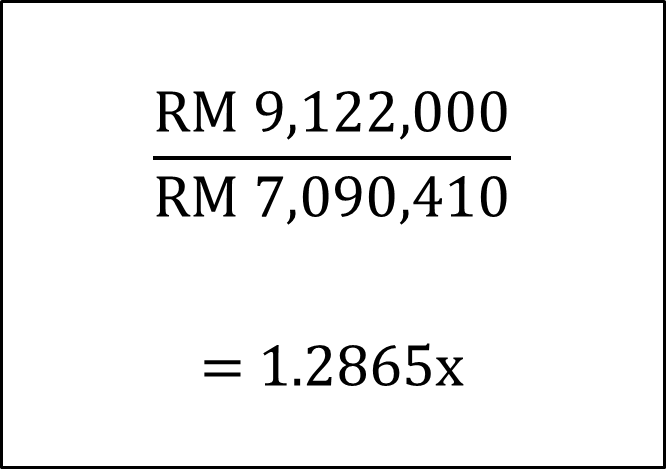 RM 9,122,000
RM 7,090,410
= 1.2865x